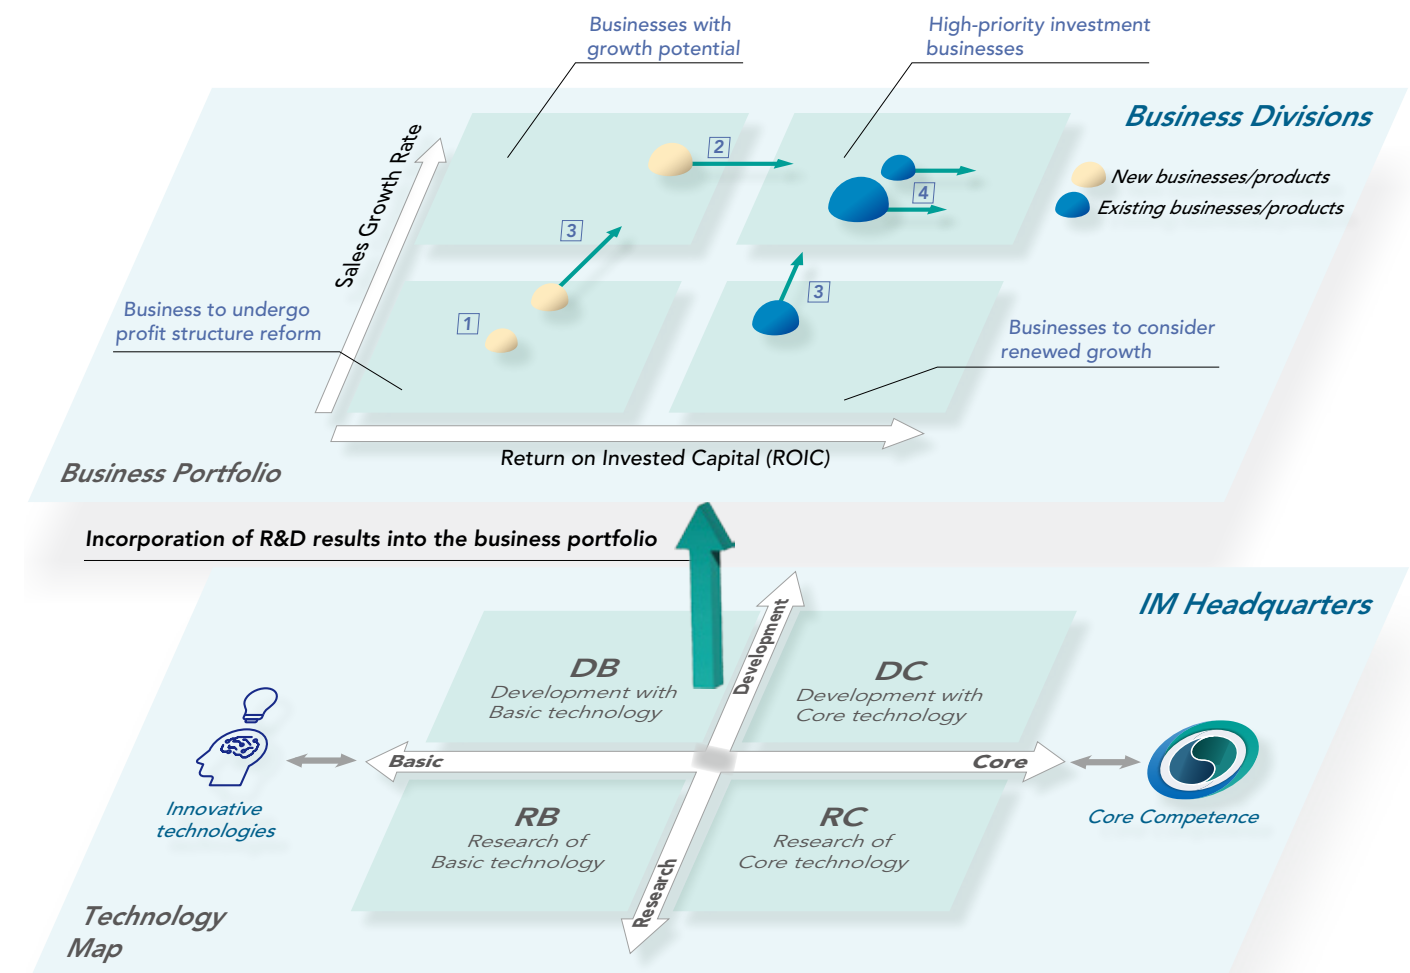 Businesses with
growth potential
High-priority investment
businesses
Business Divisions
Sales Growth Rate
2
4
New businesses/products
Existing businesses/products
3
3
1
Business to undergo
profit structure reform
Businesses to consider
renewed growth
Return on Invested Capital (ROIC)
Business Portfolio
Incorporation of R&D results into the business portfolio
IM Headquarters
Development
DB
Development with
Basic technology
DC
Development with
Core technology
Basic
Core
Innovative
technologies
Core Competence
RB
Research of
Basic technology
RC
Research of
Core technology
Research
Technology
Map